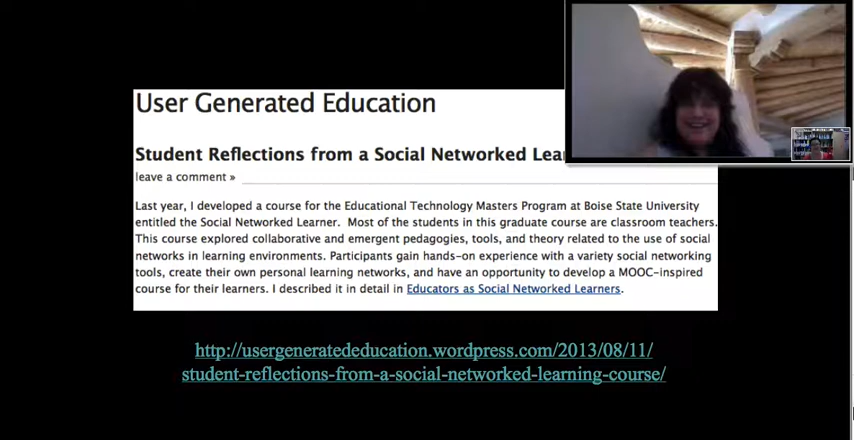 User Generated Education
Student Reflections from a Social Networked
leave a comment »
Last year, I developed a course for the Educational Technology Masters Program at Boise State University
entitled the Social Networked Learner.  Most of the students in this graduate course are classroom teachers.
This course explored collaborative and emergent pedagogies, tools, and theory related to the use of social
networks in learning environments. Participants gain hands-on experience with a variety social networking
tools, create their own personal learning networks, and have an opportunity to develop a MOOC-inspired
course for their learners. I described it in detail in Educators as Social Networked Learners.
http://usergeneratededucation.wordpress.com/2013/08/11/
student-reflections-from-a-social-networked-learning-course/